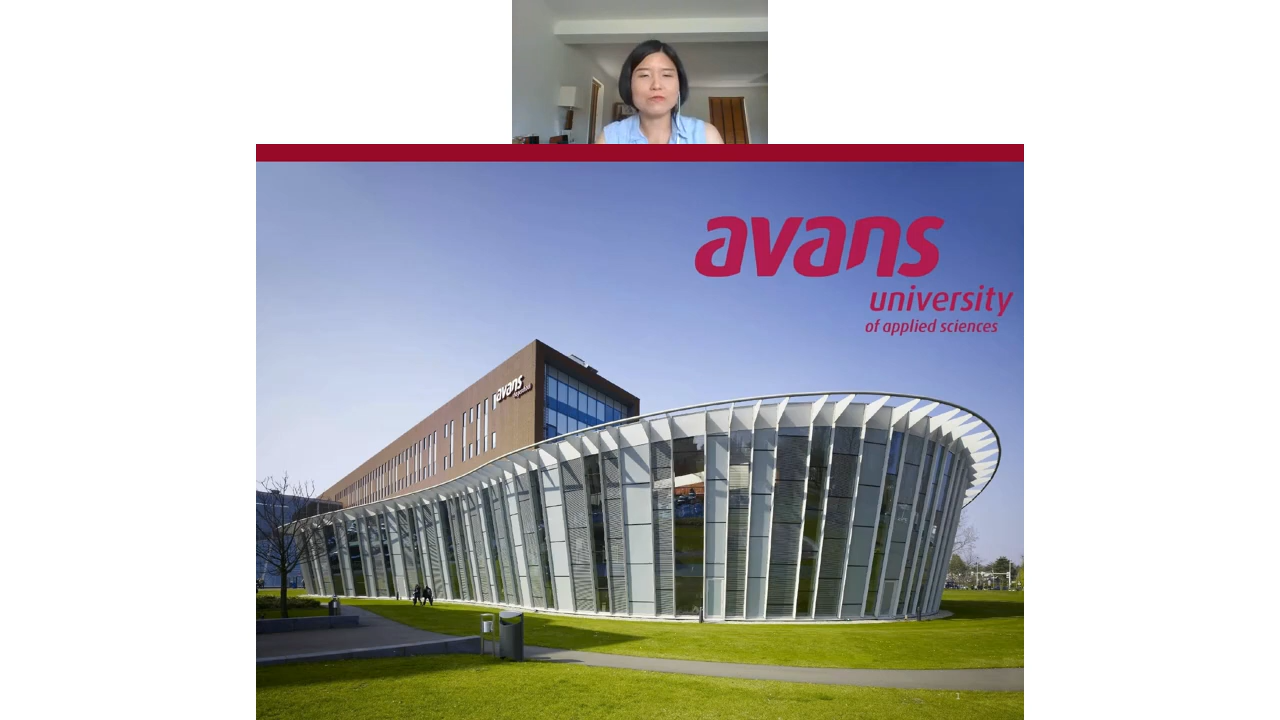 avans
university
of applied sciences
avans